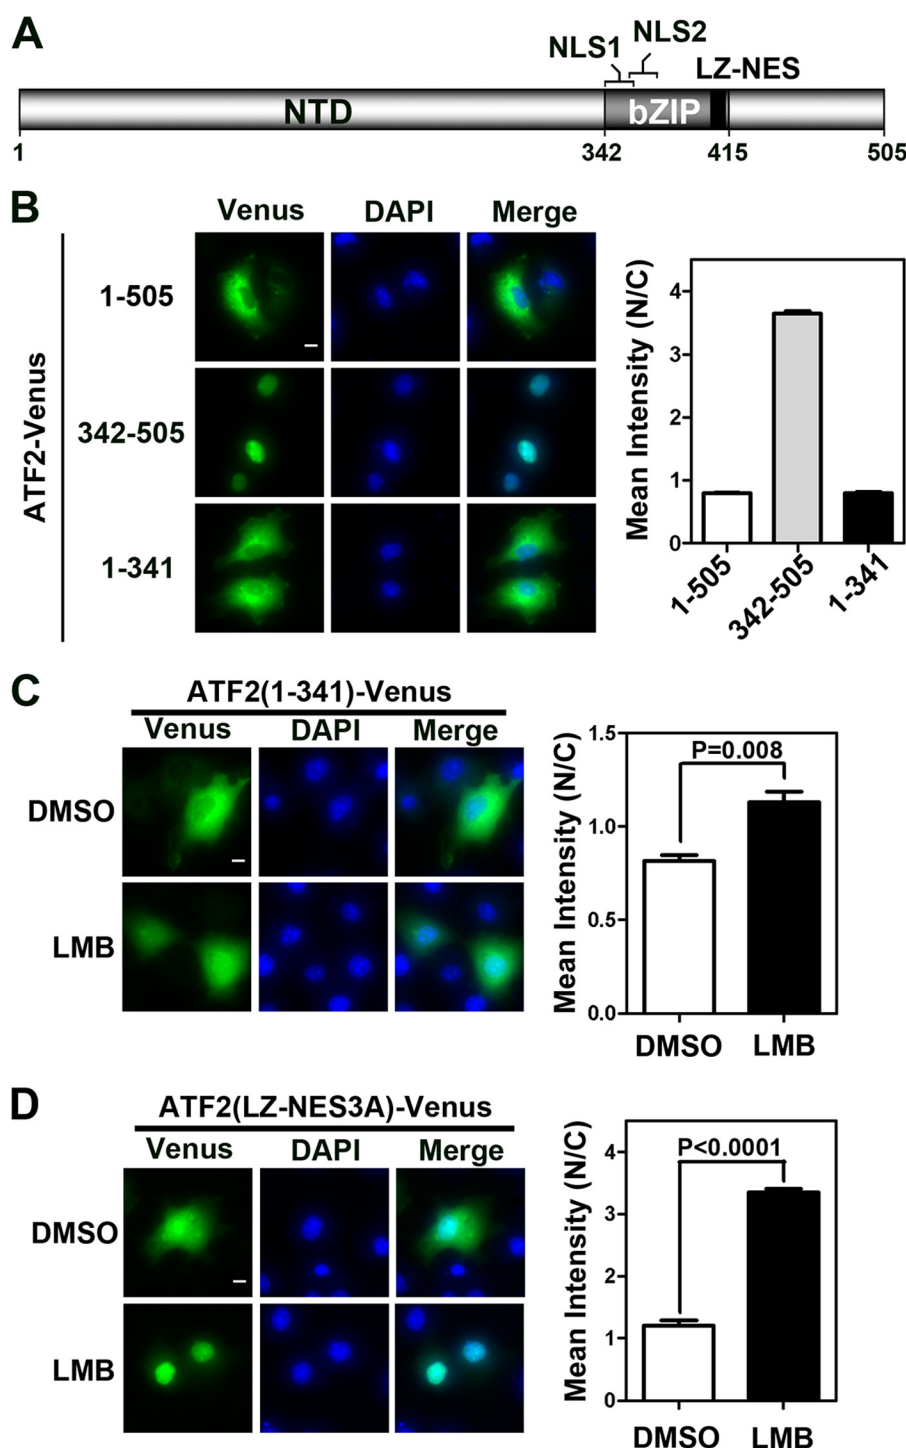 A
NLS1
NLS2
LZ-NES
NTD
bZIP
1
342
415
505
B
Venus
DAPI
Merge
ATF2-Venus
1-505
342-505
1-341
Mean Intensity (N/C)
4
3
2
1
0
1-505
342-505
1-341
C
ATF2(1-341)-Venus
Venus
DAPI
Merge
DMSO
LMB
Mean Intensity (N/C)
1.5
1.0
0.5
0.0
P=0.008
DMSO
LMB
D
ATF2(LZ-NES3A)-Venus
Venus
DAPI
Merge
DMSO
LMB
Mean Intensity (N/C)
4
3
2
1
0
P<0.0001
DMSO
LMB